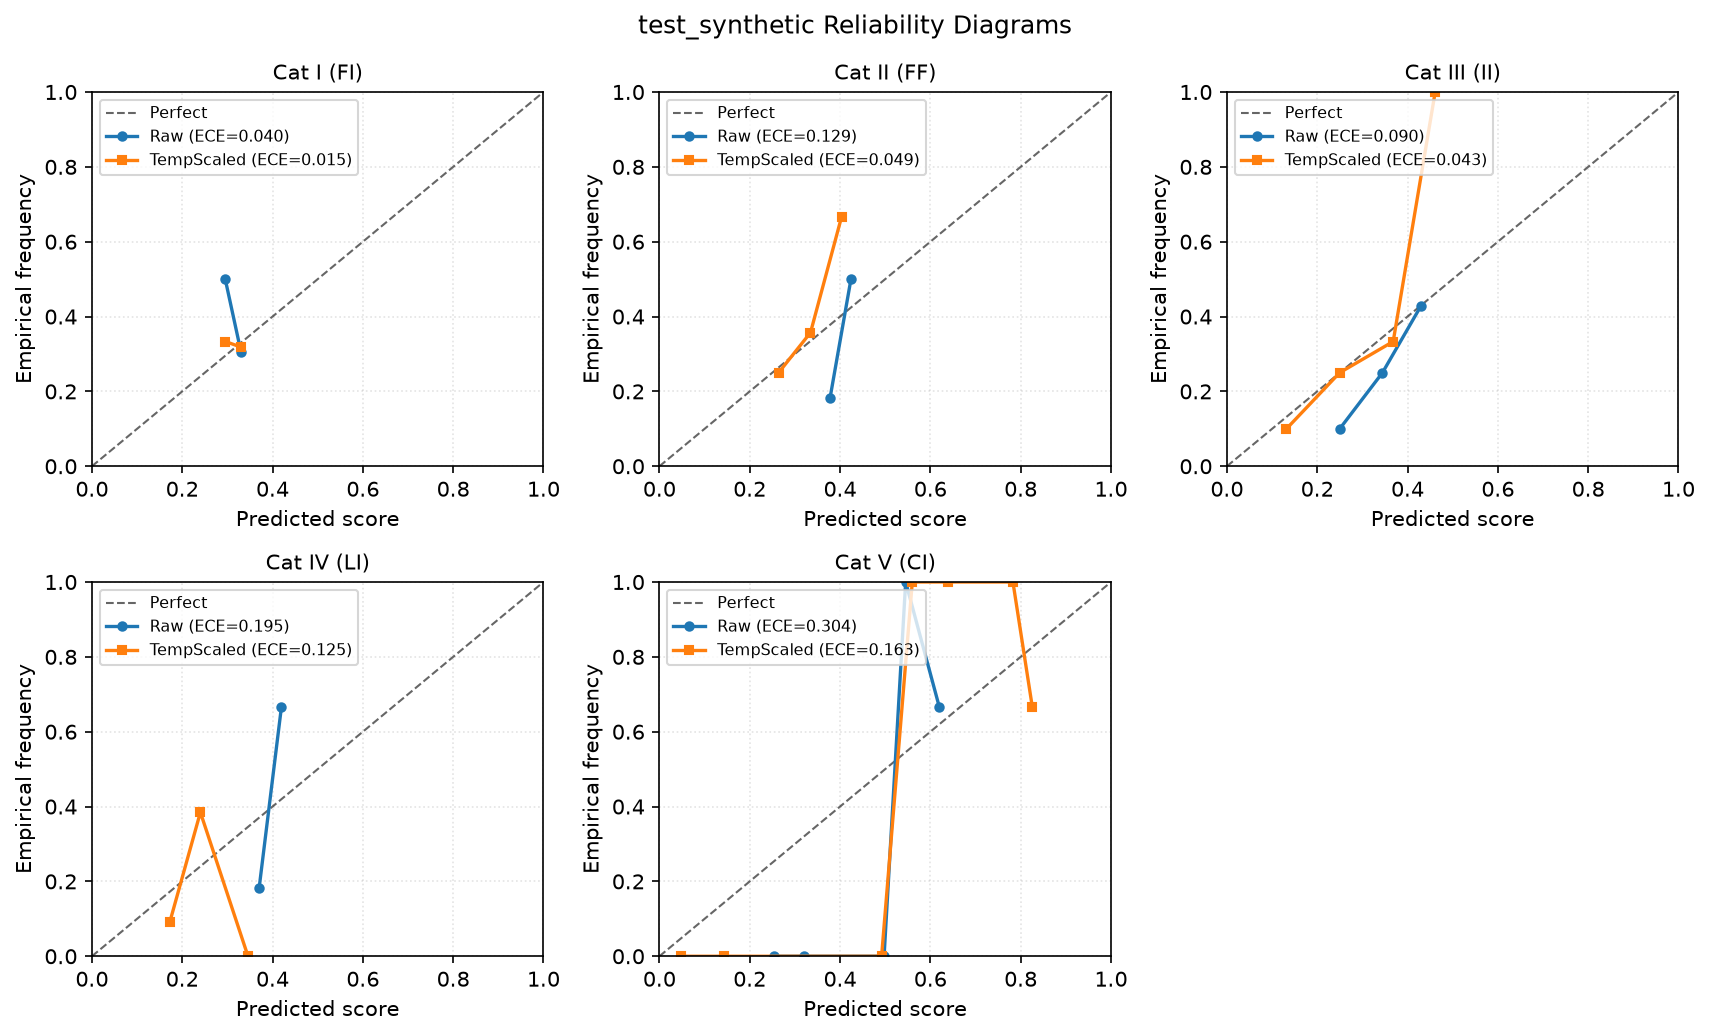 test_synthetic Reliability Diagrams
Cat I (FI)
Perfect
Raw (ECE=0.040)
TempScaled (ECE=0.015)
1.0
0.8
0.6
0.4
0.2
0.0
Empirical frequency
0.0 0.2 0.4 0.6 0.8 1.0
Predicted score
Cat II (FF)
Perfect
Raw (ECE=0.129)
TempScaled (ECE=0.049)
1.0
0.8
0.6
0.4
0.2
0.0
Empirical frequency
0.0 0.2 0.4 0.6 0.8 1.0
Predicted score
Cat III (II)
Perfect
Raw (ECE=0.090)
TempScaled (ECE=0.043)
1.0
0.8
0.6
0.4
0.2
0.0
Empirical frequency
0.0 0.2 0.4 0.6 0.8 1.0
Predicted score
Cat IV (LI)
Perfect
Raw (ECE=0.195)
TempScaled (ECE=0.125)
1.0
0.8
0.6
0.4
0.2
0.0
Empirical frequency
0.0 0.2 0.4 0.6 0.8 1.0
Predicted score
Cat V (CI)
Perfect
Raw (ECE=0.304)
TempScaled (ECE=0.163)
1.0
0.8
0.6
0.4
0.2
0.0
Empirical frequency
0.0 0.2 0.4 0.6 0.8 1.0
Predicted score